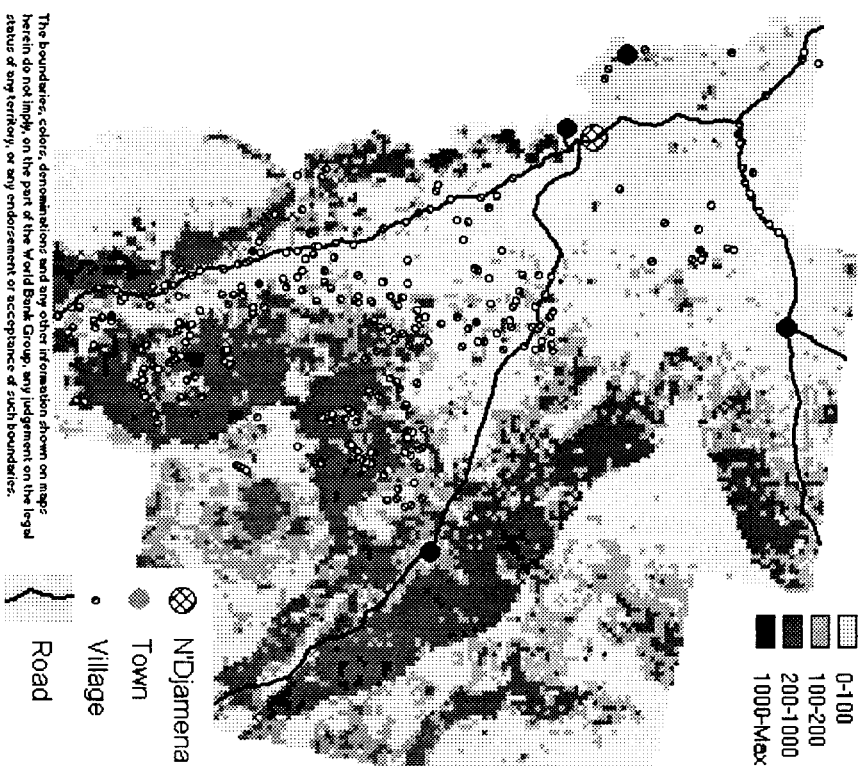 0-100
100-200
200-1000
1000-Max
N'Djamena
Town
Village
Road
The boundaries, colors, denominations and any other information shown on maps
herein do not imply, on the part of the World Bank Group, any judgement on the legal
status of any territory, or any endorsement or acceptance of such boundaries.